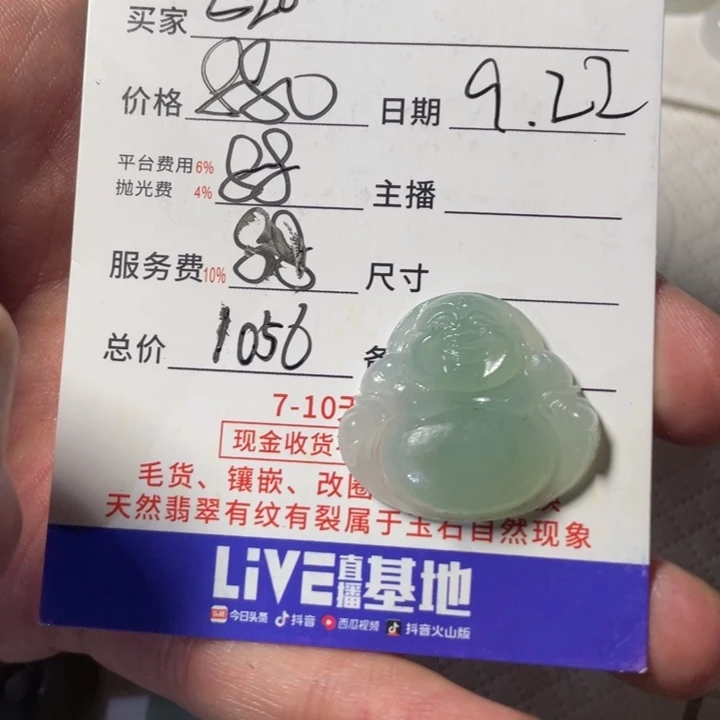 买家
价格 880 日期 9.22
平台费用6% 88
抛光费 4% 主播
服务费10% 88 尺寸
总价 1056
7-10天
现金收货
毛货、镶嵌、改圈
天然翡翠有纹有裂属于玉石自然现象
LiVE直播基地
今日头条 抖音 西瓜视频 抖音火山版